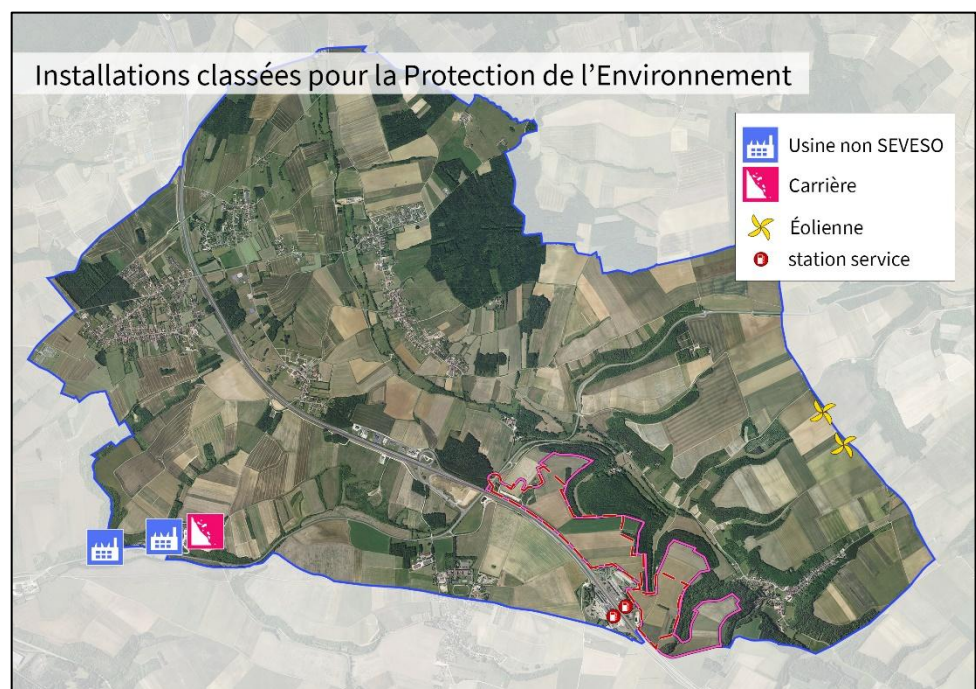 Installations classées pour la Protection de l’Environnement
Usine non SEVESO
Carrière
Éolienne
station service